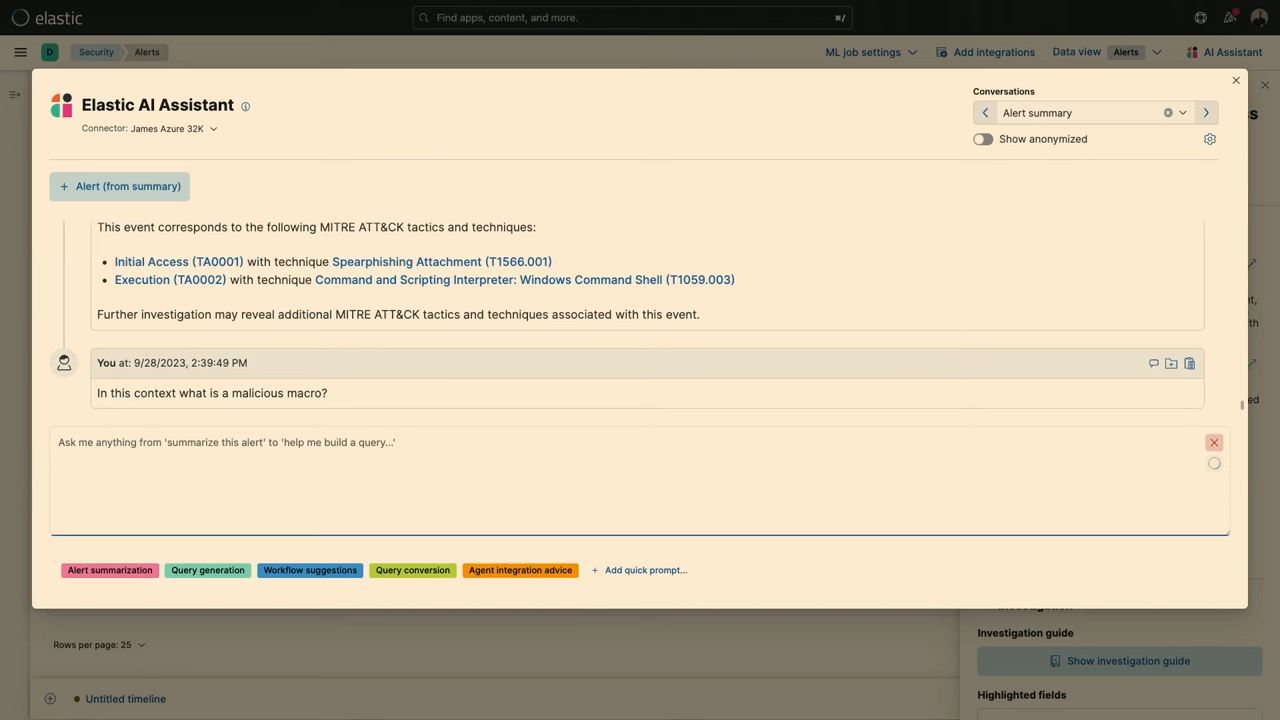 elastic
Find apps, content, and more.
⌘/
D
Security
Alerts
ML job settings
Add integrations
Data view
Alerts
AI Assistant
Elastic AI Assistant
Connector: James Azure 32K
Conversations
Alert summary
Show anonymized
+ Alert (from summary)
This event corresponds to the following MITRE ATT&CK tactics and techniques:
• Initial Access (TA0001) with technique Spearphishing Attachment (T1566.001)
• Execution (TA0002) with technique Command and Scripting Interpreter: Windows Command Shell (T1059.003)
Further investigation may reveal additional MITRE ATT&CK tactics and techniques associated with this event.
You at: 9/28/2023, 2:39:49 PM
In this context what is a malicious macro?
Ask me anything from 'summarize this alert' to 'help me build a query...'
Alert summarization
Query generation
Workflow suggestions
Query conversion
Agent integration advice
+ Add quick prompt...
Rows per page: 25
Untitled timeline
Investigation guide
Show investigation guide
Highlighted fields